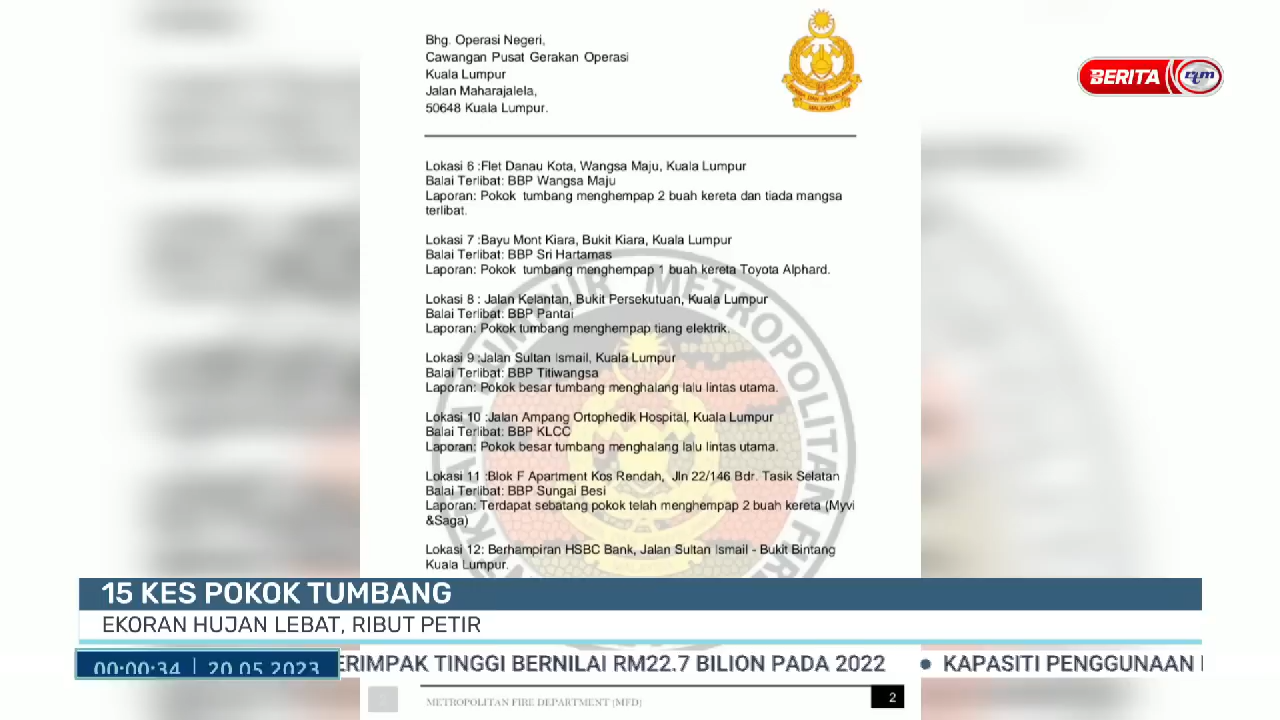 Bhg. Operasi Negeri,
Cawangan Pusat Gerakan Operasi
Kuala Lumpur
Jalan Maharajalela,
50648 Kuala Lumpur.
BERITA rtm
Lokasi 6 :Flet Danau Kota, Wangsa Maju, Kuala Lumpur
Balai Terlibat: BBP Wangsa Maju
Laporan: Pokok tumbang menghempap 2 buah kereta dan tiada mangsa
terlibat.
Lokasi 7 :Bayu Mont Kiara, Bukit Kiara, Kuala Lumpur
Balai Terlibat: BBP Sri Hartamas
Laporan: Pokok tumbang menghempap 1 buah kereta Toyota Alphard.
Lokasi 8 : Jalan Kelantan, Bukit Persekutuan, Kuala Lumpur
Balai Terlibat: BBP Pantai
Laporan: Pokok tumbang menghempap tiang elektrik.
Lokasi 9 :Jalan Sultan Ismail, Kuala Lumpur
Balai Terlibat: BBP Titiwangsa
Laporan: Pokok besar tumbang menghalang lalu lintas utama.
Lokasi 10 :Jalan Ampang Ortophedik Hospital, Kuala Lumpur
Balai Terlibat: BBP KLCC
Laporan: Pokok besar tumbang menghalang lalu lintas utama.
Lokasi 11 :Blok F Apartment Kos Rendah, Jln 22/146 Bdr. Tasik Selatan
Balai Terlibat: BBP Sungai Besi
Laporan: Terdapat sebatang pokok telah menghempap 2 buah kereta (Myvi
&Saga)
Lokasi 12: Berhampiran HSBC Bank, Jalan Sultan Ismail - Bukit Bintang
Kuala Lumpur.
15 KES POKOK TUMBANG
EKORAN HUJAN LEBAT, RIBUT PETIR
00:00:34 | 20.05.2023
ERIMPAK TINGGI BERNILAI RM22.7 BILION PADA 2022 • KAPASITI PENGGUNAAN
METROPOLITAN FIRE DEPARTMENT (MFD)
2